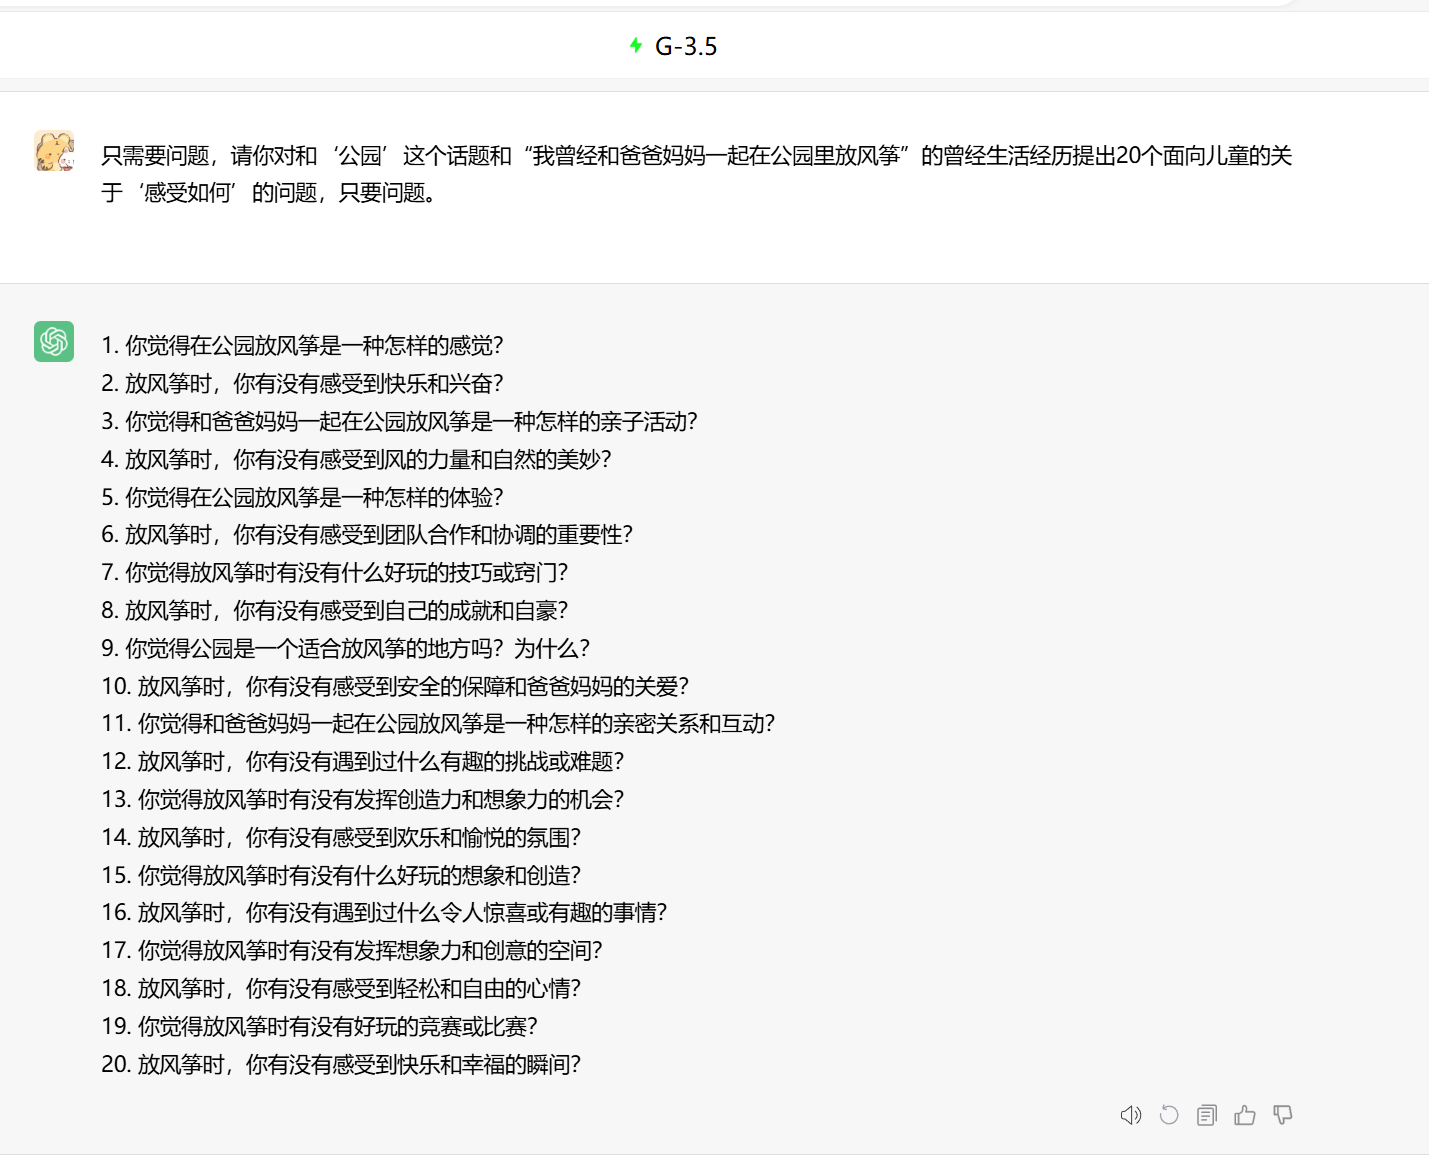 G-3.5
只需要问题，请你对和‘公园’这个话题和“我曾经和爸爸妈妈一起在公园里放风筝”的曾经生活经历提出20个面向儿童的关
于‘感受如何’的问题，只要问题。
1. 你觉得在公园放风筝是一种怎样的感觉？
2. 放风筝时，你有没有感受到快乐和兴奋？
3. 你觉得和爸爸妈妈一起在公园放风筝是一种怎样的亲子活动？
4. 放风筝时，你有没有感受到风的力量和自然的美妙？
5. 你觉得在公园放风筝是一种怎样的体验？
6. 放风筝时，你有没有感受到团队合作和协调的重要性？
7. 你觉得放风筝时有没有什么好玩的技巧或窍门？
8. 放风筝时，你有没有感受到自己的成就和自豪？
9. 你觉得公园是一个适合放风筝的地方吗？为什么？
10. 放风筝时，你有没有感受到安全的保障和爸爸妈妈的关爱？
11. 你觉得和爸爸妈妈一起在公园放风筝是一种怎样的亲密关系和互动？
12. 放风筝时，你有没有遇到过什么有趣的挑战或难题？
13. 你觉得放风筝时有没有发挥创造力和想象力的机会？
14. 放风筝时，你有没有感受到欢乐和愉悦的氛围？
15. 你觉得放风筝时有没有什么好玩的想象和创造？
16. 放风筝时，你有没有遇到过什么令人惊喜或有趣的事情？
17. 你觉得放风筝时有没有发挥想象力和创意的空间？
18. 放风筝时，你有没有感受到轻松和自由的心情？
19. 你觉得放风筝时有没有好玩的竞赛或比赛？
20. 放风筝时，你有没有感受到快乐和幸福的瞬间？